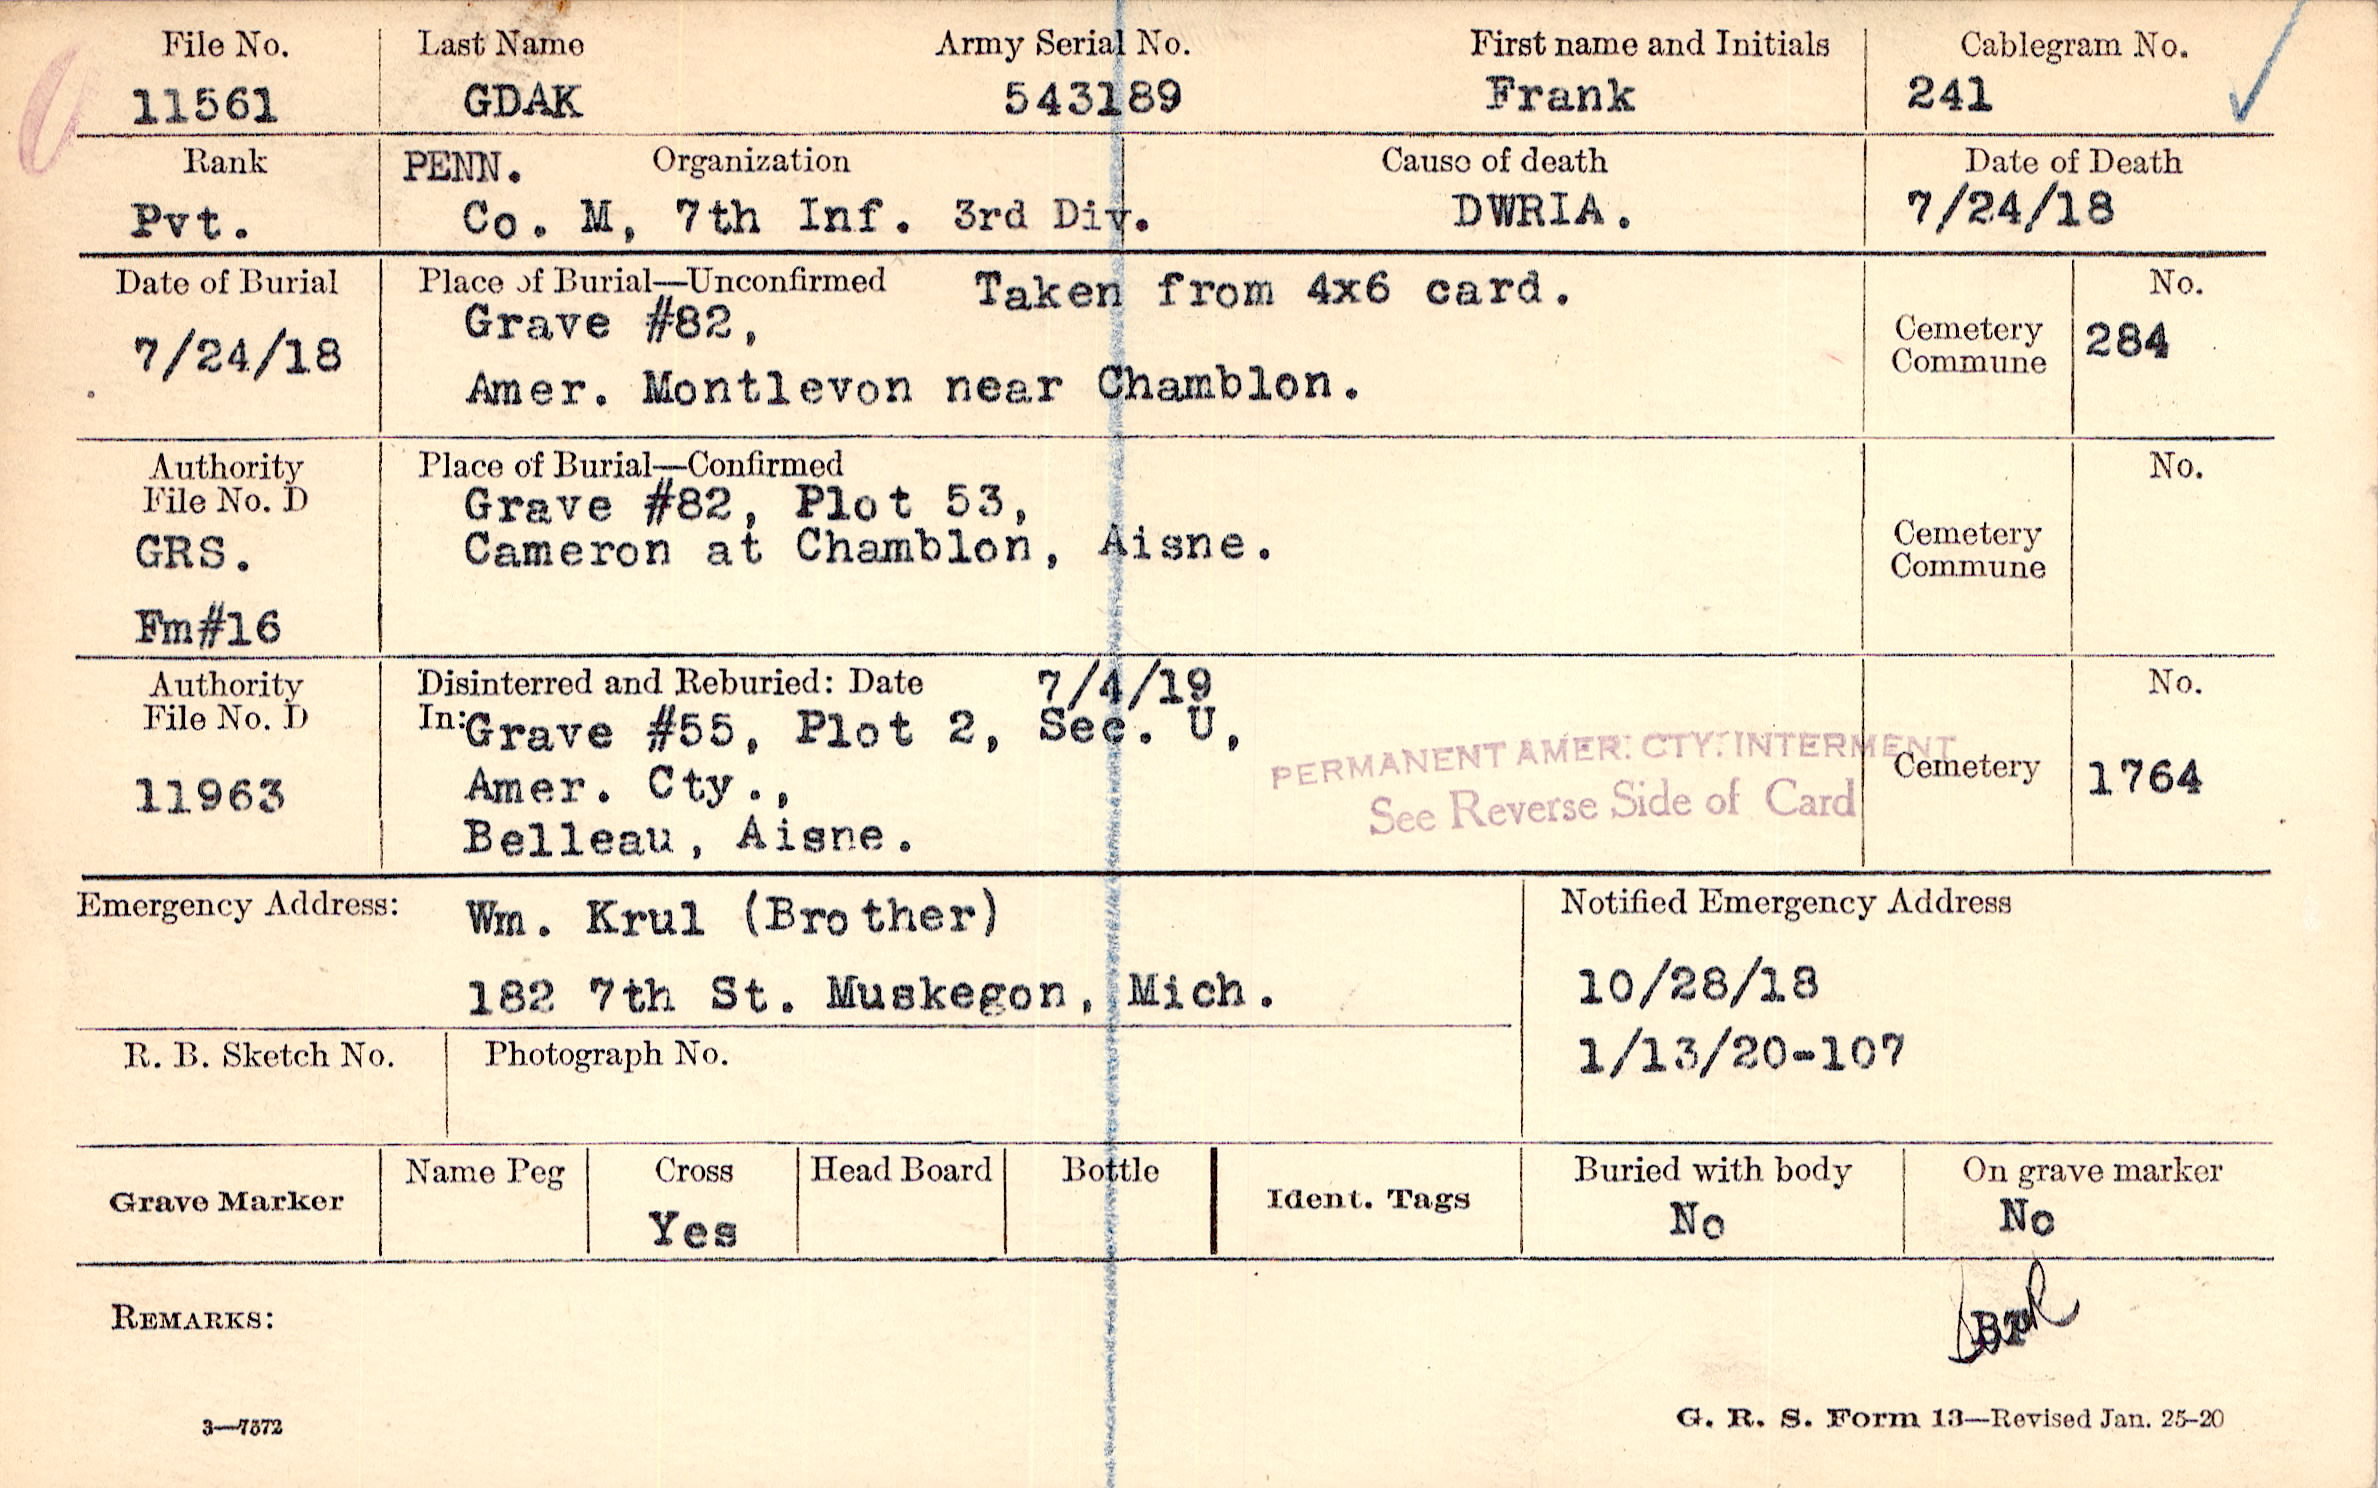 File No. Last Name Army Serial No. First name and Initials Cablegram No.
11561 GDAK 543189 Frank 241
Rank PENN. Organization Cause of death Date of Death
Pvt. Co. M, 7th Inf. 3rd Div. DWRIA. 7/24/18
Date of Burial Place of Burial—Unconfirmed Taken from 4x6 card. No.
Grave #82,
7/24/18 Cemetery 284
Commune
Amer. Montlevon near Chamblon.
Authority Place of Burial—Confirmed No.
File No. D Grave #82, Plot 53,
GRS. Cameron at Chamblon, Aisne. Cemetery
Commune
Fm#16
Authority Disinterred and Reburied: Date 7/4/19 No.
File No. D In: Grave #55, Plot 2, Sec. U,
PERMANENT AMER. CTY. INTERMENT
11963 Amer. Cty., Cemetery 1764
See Reverse Side of Card
Belleau, Aisne.
Emergency Address: Wm. Krul (Brother) Notified Emergency Address
182 7th St. Muskegon, Mich. 10/28/18
R. B. Sketch No. Photograph No. 1/13/20-107
Name Peg Cross Head Board Bottle Buried with body On grave marker
Grave Marker Ident. Tags
Yes No No
REMARKS:
3—7572 G. R. S. Form 13—Revised Jan. 25-20